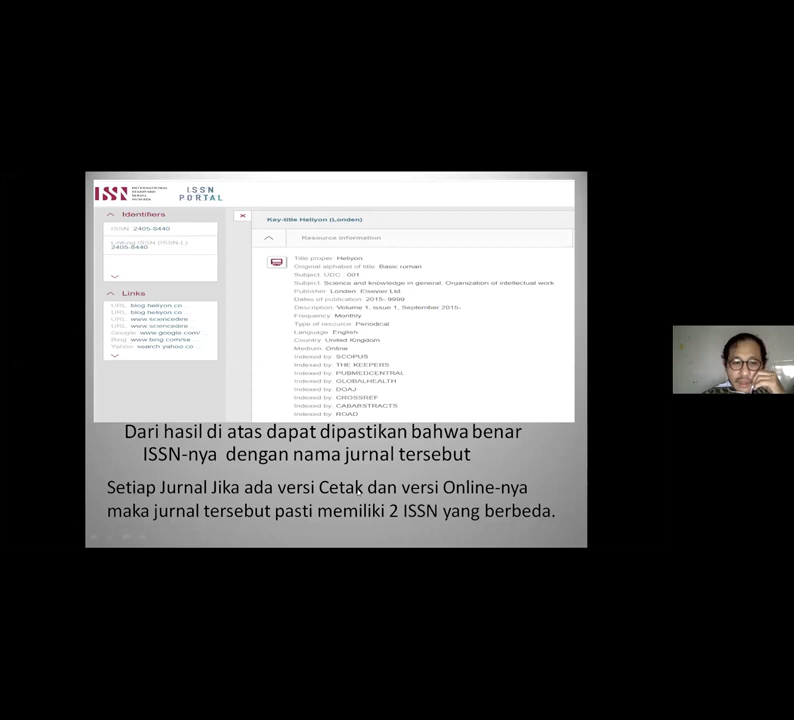 ISSN INTERNATIONAL STANDARD SERIAL NUMBER
ISSN PORTAL
Identifiers
ISSN 2405-8440
Linking ISSN (ISSN-L):
2405-8440
Links
URL blog.heliyon.co...
URL blog.heliyon.co...
URL www.sciencedire...
URL www.sciencedire...
Google: www.google.com/...
Bing: www.bing.com/se...
Yahoo: search.yahoo.co...
Key-title Heliyon (Londen)
Resource information
Title proper: Heliyon.
Original alphabet of title: Basic roman
Subject: UDC : 001
Subject: Science and knowledge in general. Organization of intellectual work
Publisher: Londen: Elsevier Ltd.
Dates of publication: 2015- 9999
Description: Volume 1, issue 1, September 2015-
Frequency: Monthly
Type of resource: Periodical
Language: English
Country: United Kingdom
Medium: Online
Indexed by: SCOPUS
Indexed by: THE KEEPERS
Indexed by: PUBMEDCENTRAL
Indexed by: GLOBALHEALTH
Indexed by: DOAJ
Indexed by: CROSSREF
Indexed by: CABABSTRACTS
Indexed by: ROAD
Dari hasil di atas dapat dipastikan bahwa benar
ISSN-nya dengan nama jurnal tersebut
Setiap Jurnal Jika ada versi Cetak dan versi Online-nya
maka jurnal tersebut pasti memiliki 2 ISSN yang berbeda.